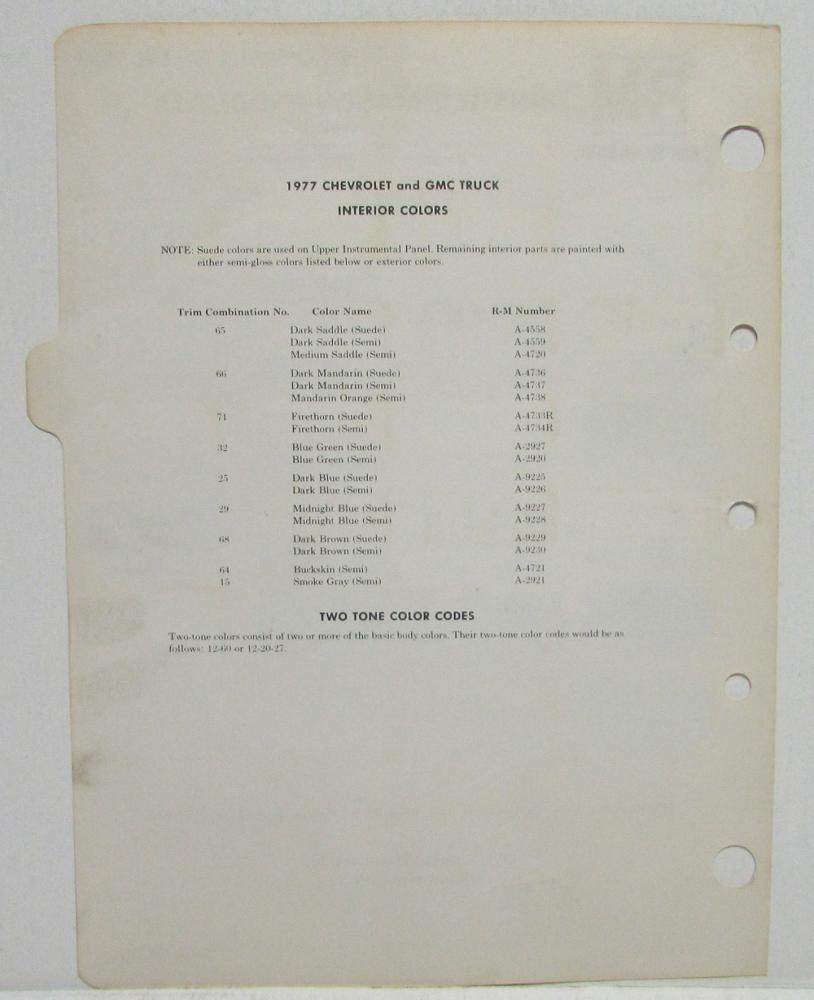 1977 CHEVROLET and GMC TRUCK
INTERIOR COLORS
NOTE: Suede colors are used on Upper Instrumental Panel. Remaining interior parts are painted with
either semi-gloss colors listed below or exterior colors.
Trim Combination No. Color Name R-M Number
65 Dark Saddle (Suede) A-4558
Dark Saddle (Semi) A-4559
Medium Saddle (Semi) A-4720
66 Dark Mandarin (Suede) A-4736
Dark Mandarin (Semi) A-4737
Mandarin Orange (Semi) A-4738
71 Firethorn (Suede) A-4733R
Firethorn (Semi) A-4734R
32 Blue Green (Suede) A-2927
Blue Green (Semi) A-2920
25 Dark Blue (Suede) A-9225
Dark Blue (Semi) A-9226
29 Midnight Blue (Suede) A-9227
Midnight Blue (Semi) A-9228
68 Dark Brown (Suede) A-9229
Dark Brown (Semi) A-9230
64 Buckskin (Semi) A-4721
15 Smoke Gray (Semi) A-2921
TWO TONE COLOR CODES
Two-tone colors consist of two or more of the basic body colors. Their two-tone color codes would be as
follows: 12-60 or 12-20-27.